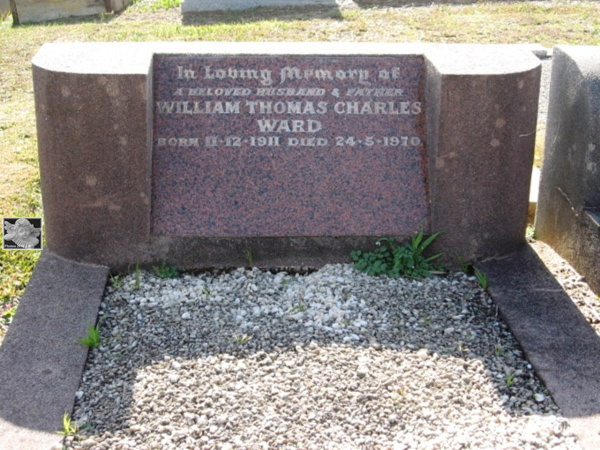 In Loving Memory of
A BELOVED HUSBAND & FATHER
WILLIAM THOMAS CHARLES
WARD
BORN 11-12-1911 DIED 24-5-1970.